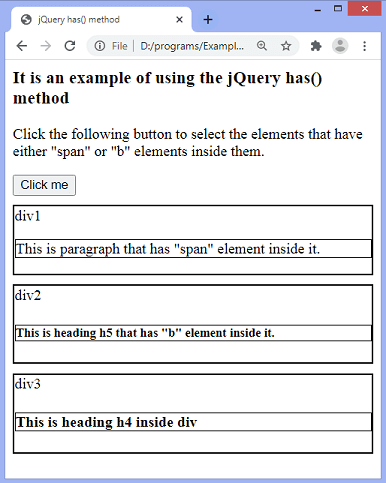 jQuery has() method
File | D:/programs/Exampl...
It is an example of using the jQuery has()
method
Click the following button to select the elements that have
either "span" or "b" elements inside them.
Click me
div1
This is paragraph that has "span" element inside it.
div2
This is heading h5 that has "b" element inside it.
div3
This is heading h4 inside div